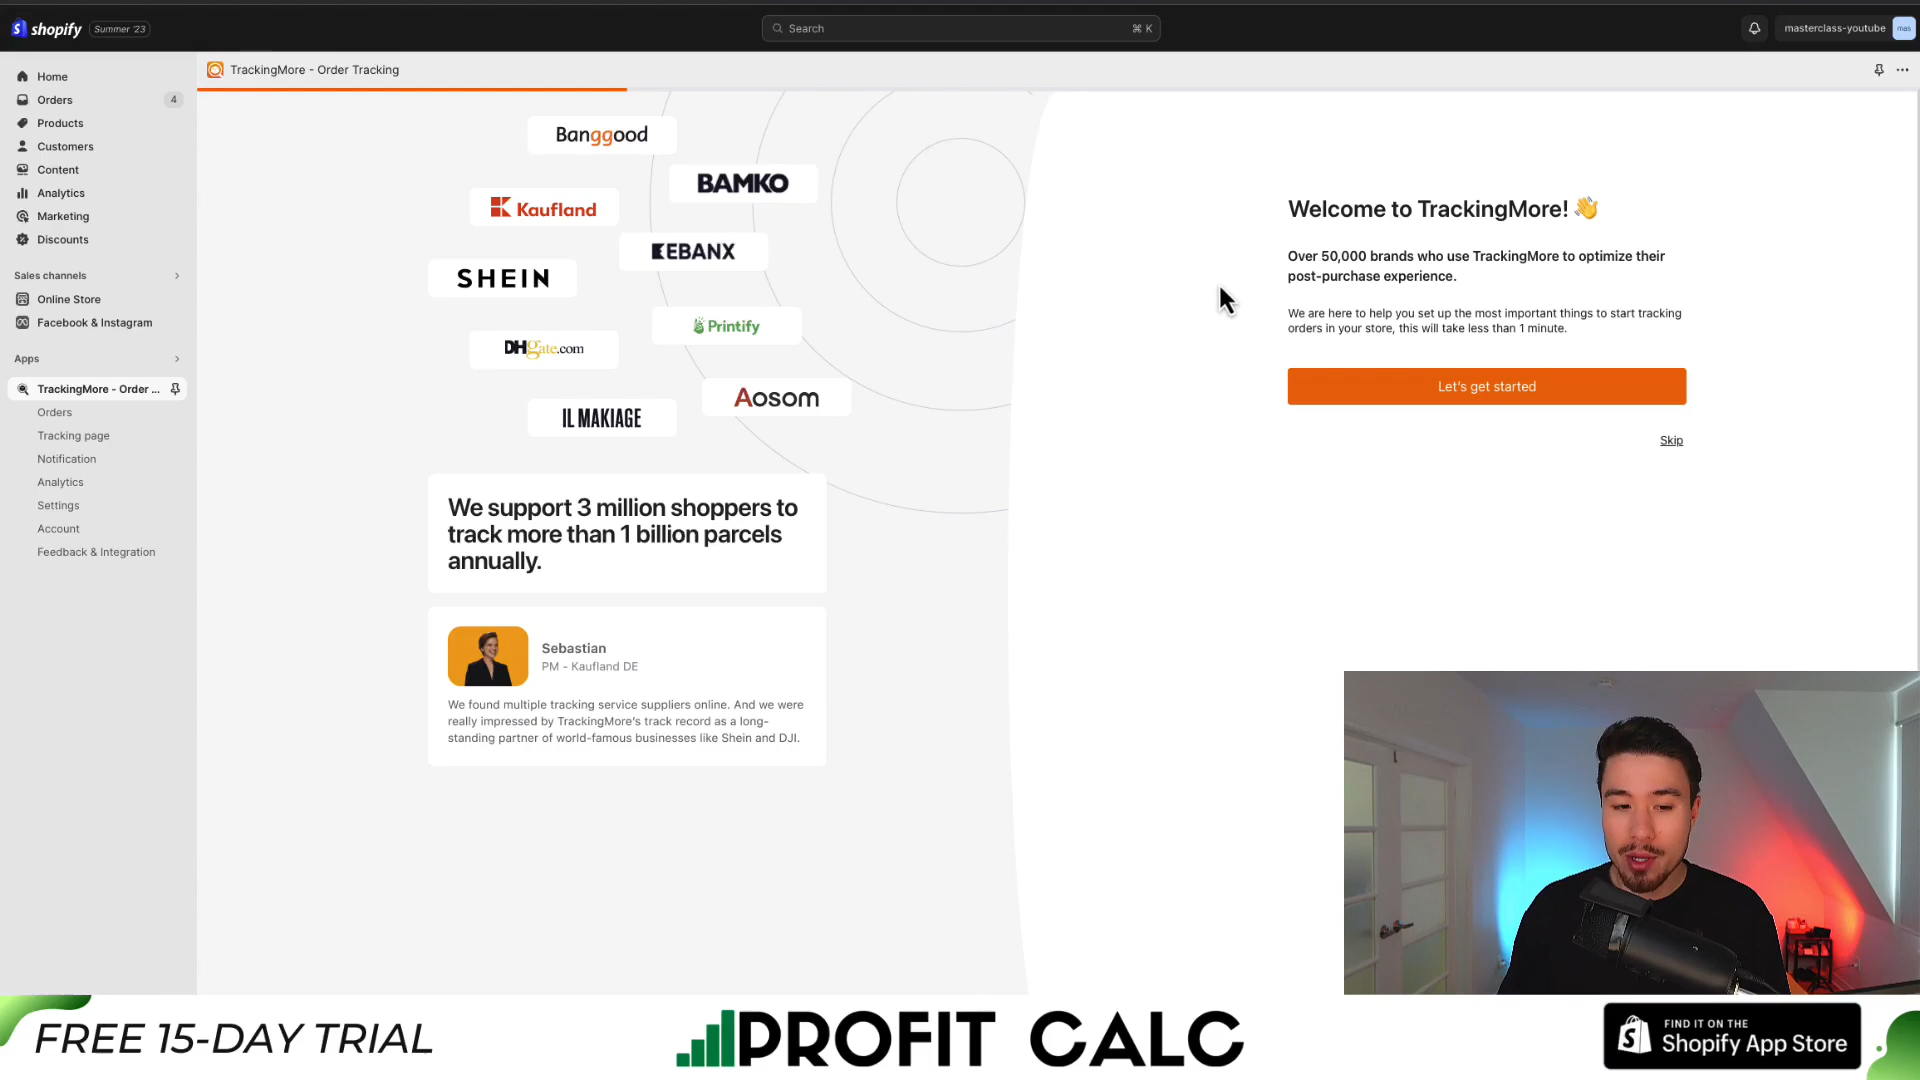 shopify
Summer '23
Search
⌘ K
masterclass-youtube
mas
Home
Orders
4
Products
Customers
Content
Analytics
Marketing
Discounts
Sales channels
Online Store
Facebook & Instagram
Apps
TrackingMore - Order ...
Orders
Tracking page
Notification
Analytics
Settings
Account
Feedback & Integration
TrackingMore - Order Tracking
Banggood
BAMKO
Kaufland
EBANX
SHEIN
Printify
DHgate.com
Aosom
IL MAKIAGE
We support 3 million shoppers to
track more than 1 billion parcels
annually.
Sebastian
PM - Kaufland DE
We found multiple tracking service suppliers online. And we were
really impressed by TrackingMore's track record as a long-
standing partner of world-famous businesses like Shein and DJI.
Welcome to TrackingMore! 👋
Over 50,000 brands who use TrackingMore to optimize their
post-purchase experience.
We are here to help you set up the most important things to start tracking
orders in your store, this will take less than 1 minute.
Let's get started
Skip
FREE 15-DAY TRIAL
PROFIT CALC
FIND IT ON THE
Shopify App Store